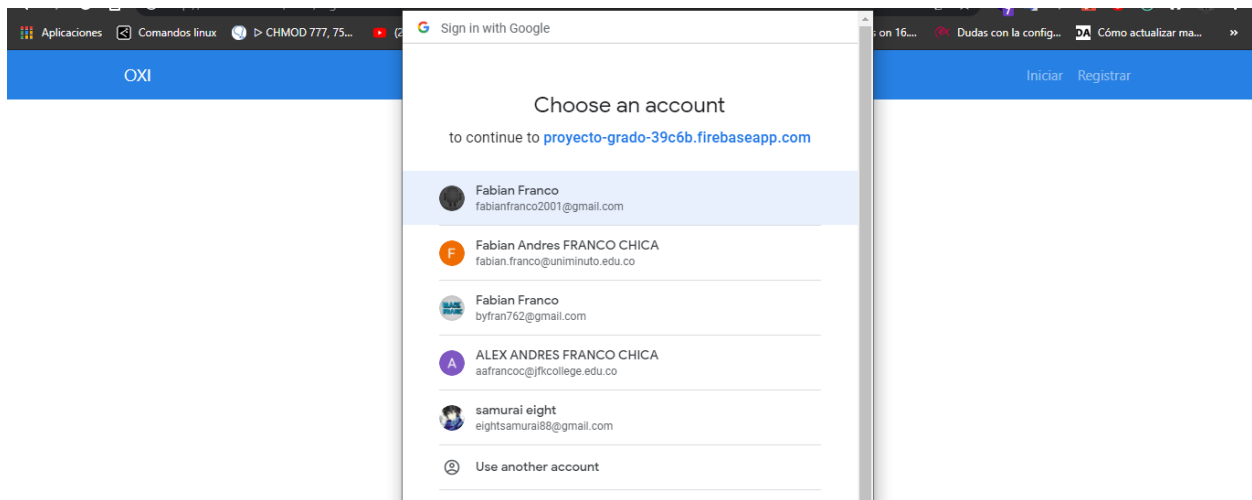 Aplicaciones
Comandos linux
▷ CHMOD 777, 75...
Sign in with Google
s on 16....
Dudas con la config...
DA Cómo actualizar ma...
»
OXI
Iniciar Registrar
Choose an account
to continue to proyecto-grado-39c6b.firebaseapp.com
Fabian Franco
fabianfranco2001@gmail.com
F
Fabian Andres FRANCO CHICA
fabian.franco@uniminuto.edu.co
Fabian Franco
byfran762@gmail.com
A
ALEX ANDRES FRANCO CHICA
aafrancoc@jfkcollege.edu.co
samurai eight
eightsamurai88@gmail.com
Use another account